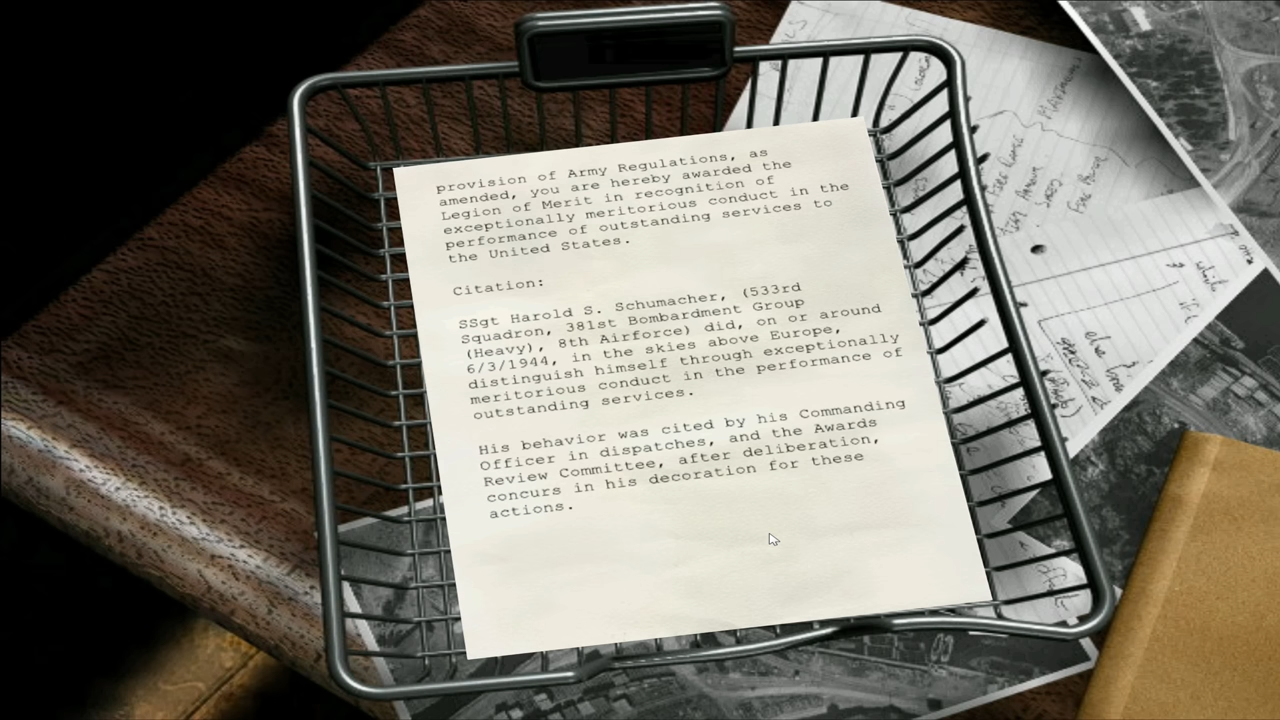 provision of Army Regulations, as
amended, you are hereby awarded the
Legion of Merit in recognition of
exceptionally meritorious conduct in the
performance of outstanding services to
the United States.
Citation:
SSgt Harold S. Schumacher, (533rd
Squadron, 381st Bombardment Group
(Heavy), 8th Airforce) did, on or around
6/3/1944, in the skies above Europe,
distinguish himself through exceptionally
meritorious conduct in the performance of
outstanding services.
His behavior was cited by his Commanding
Officer in dispatches, and the Awards
Review Committee, after deliberation,
concurs in his decoration for these
actions.